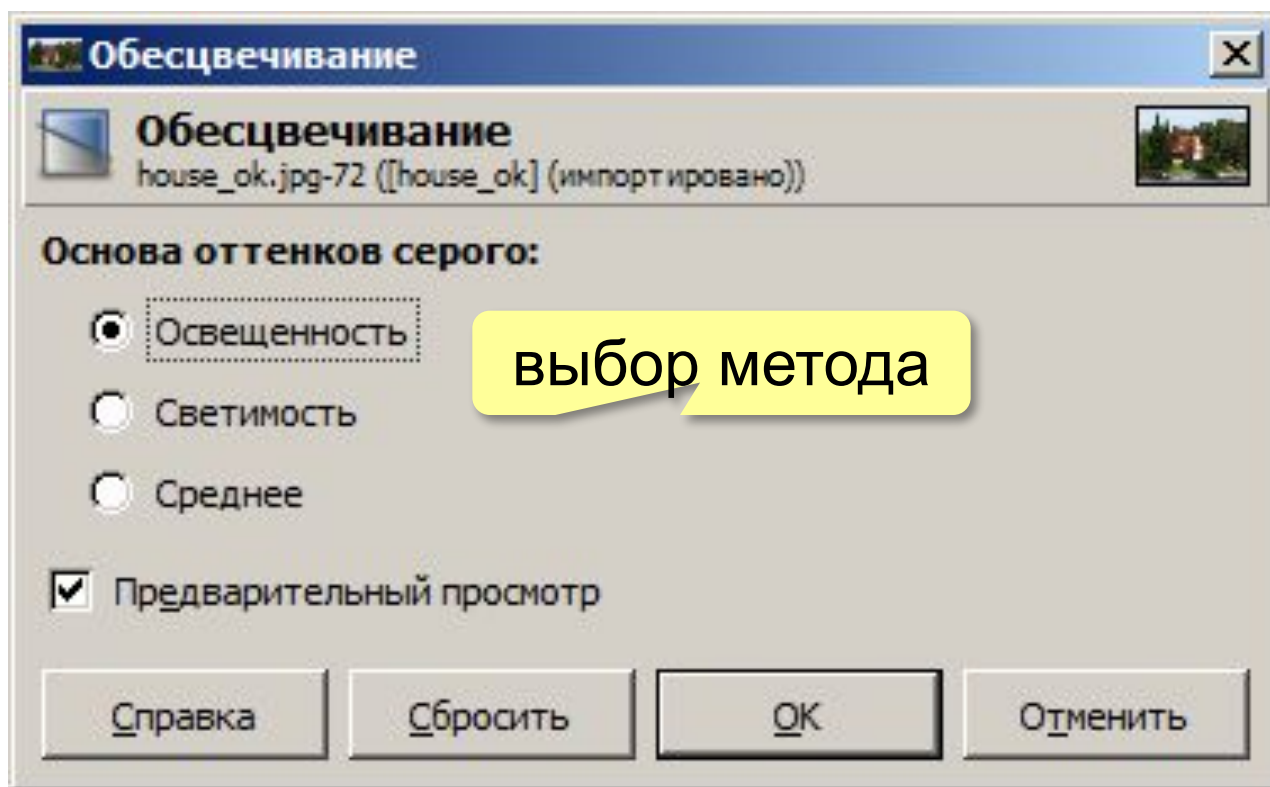 Обесцвечивание
Обесцвечивание
house_ok.jpg-72 ([house_ok] (импортировано))
Основа оттенков серого:
Освещенность
выбор метода
Светимость
Среднее
Предварительный просмотр
Справка
Сбросить
OK
Отменить